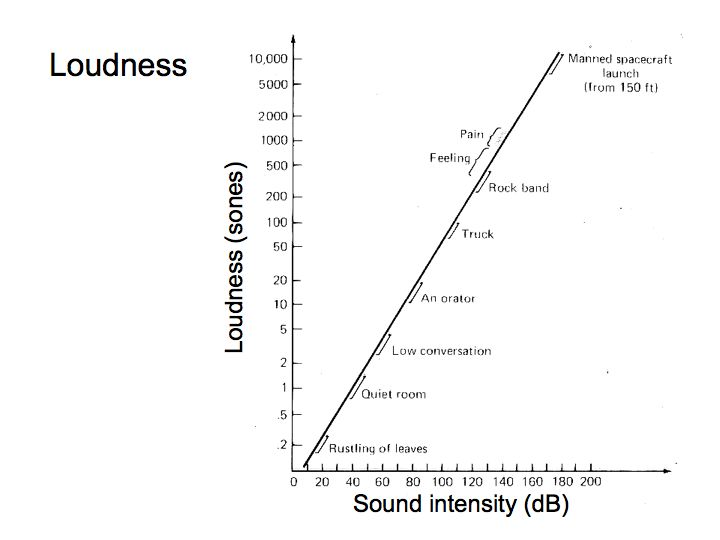 Loudness
Loudness (sones)
10,000
5000
2000
1000
500
200
100
50
20
10
5
2
1
.5
.2
Manned spacecraft
launch
(from 150 ft)
Pain
Feeling
Rock band
Truck
An orator
Low conversation
Quiet room
Rustling of leaves
0 20 40 60 80 100 120 140 160 180 200
Sound intensity (dB)